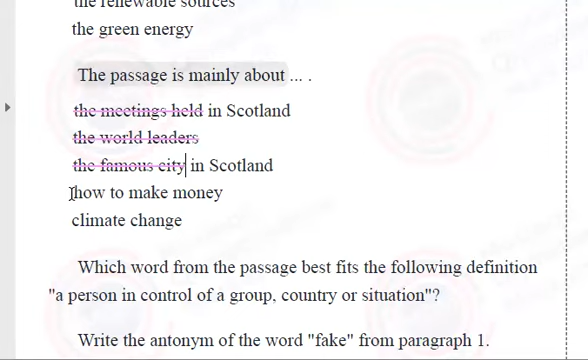 the renewable sources
the green energy
The passage is mainly about ... .
the meetings held in Scotland
the world leaders
the famous city in Scotland
how to make money
climate change
Which word from the passage best fits the following definition
"a person in control of a group, country or situation"?
Write the antonym of the word "fake" from paragraph 1.